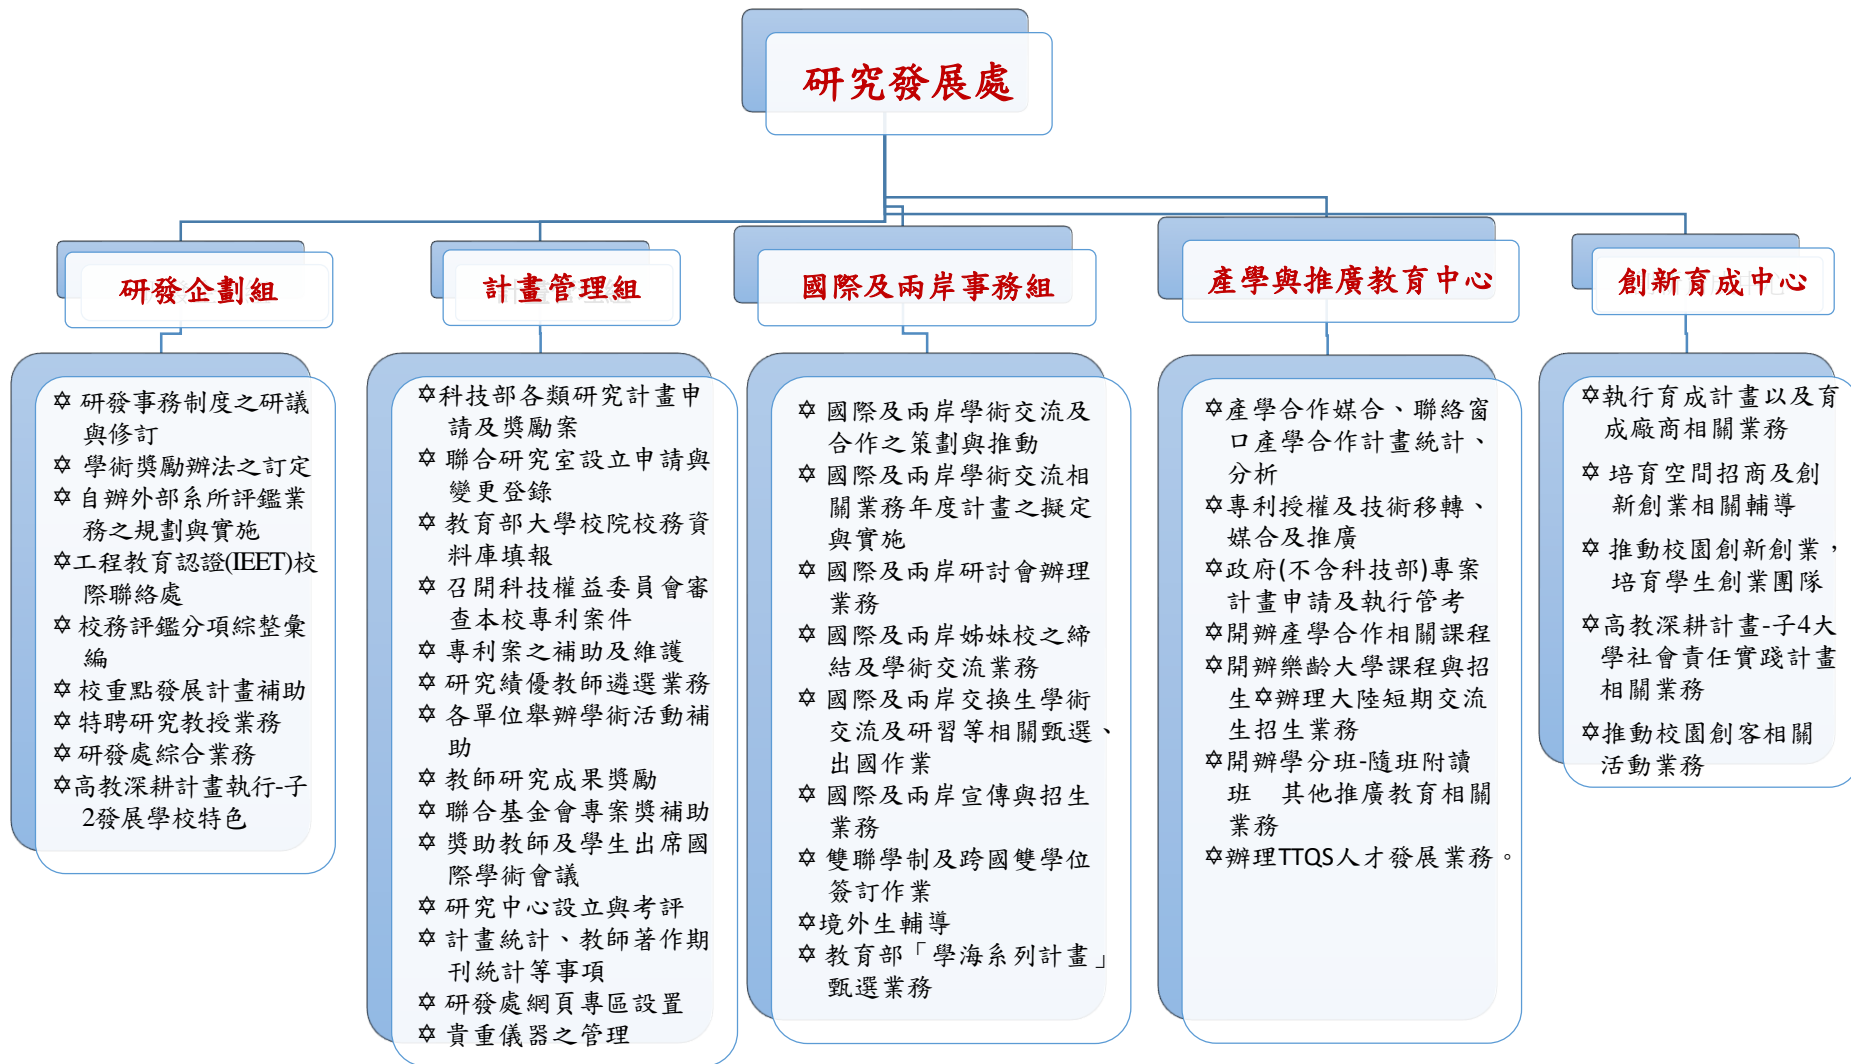 研究發展處
研發企劃組
計畫管理組
國際及兩岸事務組
產學與推廣教育中心
創新育成中心
✡ 研發事務制度之研議
與修訂
✡ 學術獎勵辦法之訂定
✡ 自辦外部系所評鑑業
務之規劃與實施
✡工程教育認證(IEET)校
際聯絡處
✡ 校務評鑑分項綜整彙
編
✡ 校重點發展計畫補助
✡ 特聘研究教授業務
✡ 研發處綜合業務
✡高教深耕計畫執行-子
2發展學校特色
✡科技部各類研究計畫申
請及獎勵案
✡ 聯合研究室設立申請與
變更登錄
✡ 教育部大學校院校務資
料庫填報
✡ 召開科技權益委員會審
查本校專利案件
✡ 專利案之補助及維護
✡ 研究績優教師遴選業務
✡ 各單位舉辦學術活動補
助
✡ 教師研究成果獎勵
✡ 聯合基金會專案獎補助
✡ 獎助教師及學生出席國
際學術會議
✡ 研究中心設立與考評
✡ 計畫統計、教師著作期
刊統計等事項
✡ 研發處網頁專區設置
✡ 貴重儀器之管理
✡ 國際及兩岸學術交流及
合作之策劃與推動
✡ 國際及兩岸學術交流相
關業務年度計畫之擬定
與實施
✡ 國際及兩岸研討會辦理
業務
✡ 國際及兩岸姊妹校之締
結及學術交流業務
✡ 國際及兩岸交換生學術
交流及研習等相關甄選、
出國作業
✡ 國際及兩岸宣傳與招生
業務
✡ 雙聯學制及跨國雙學位
簽訂作業
✡境外生輔導
✡ 教育部「學海系列計畫」
甄選業務
✡產學合作媒合、聯絡窗
口產學合作計畫統計、
分析
✡專利授權及技術移轉、
媒合及推廣
✡政府(不含科技部)專案
計畫申請及執行管考
✡開辦產學合作相關課程
✡開辦樂齡大學課程與招
生✡辦理大陸短期交流
生招生業務
✡開辦學分班-隨班附讀
班　其他推廣教育相關
業務
✡辦理TTQS人才發展業務。
✡執行育成計畫以及育
成廠商相關業務
✡ 培育空間招商及創
新創業相關輔導
✡ 推動校園創新創業，
培育學生創業團隊
✡高教深耕計畫-子4大
學社會責任實踐計畫
相關業務
✡推動校園創客相關
活動業務